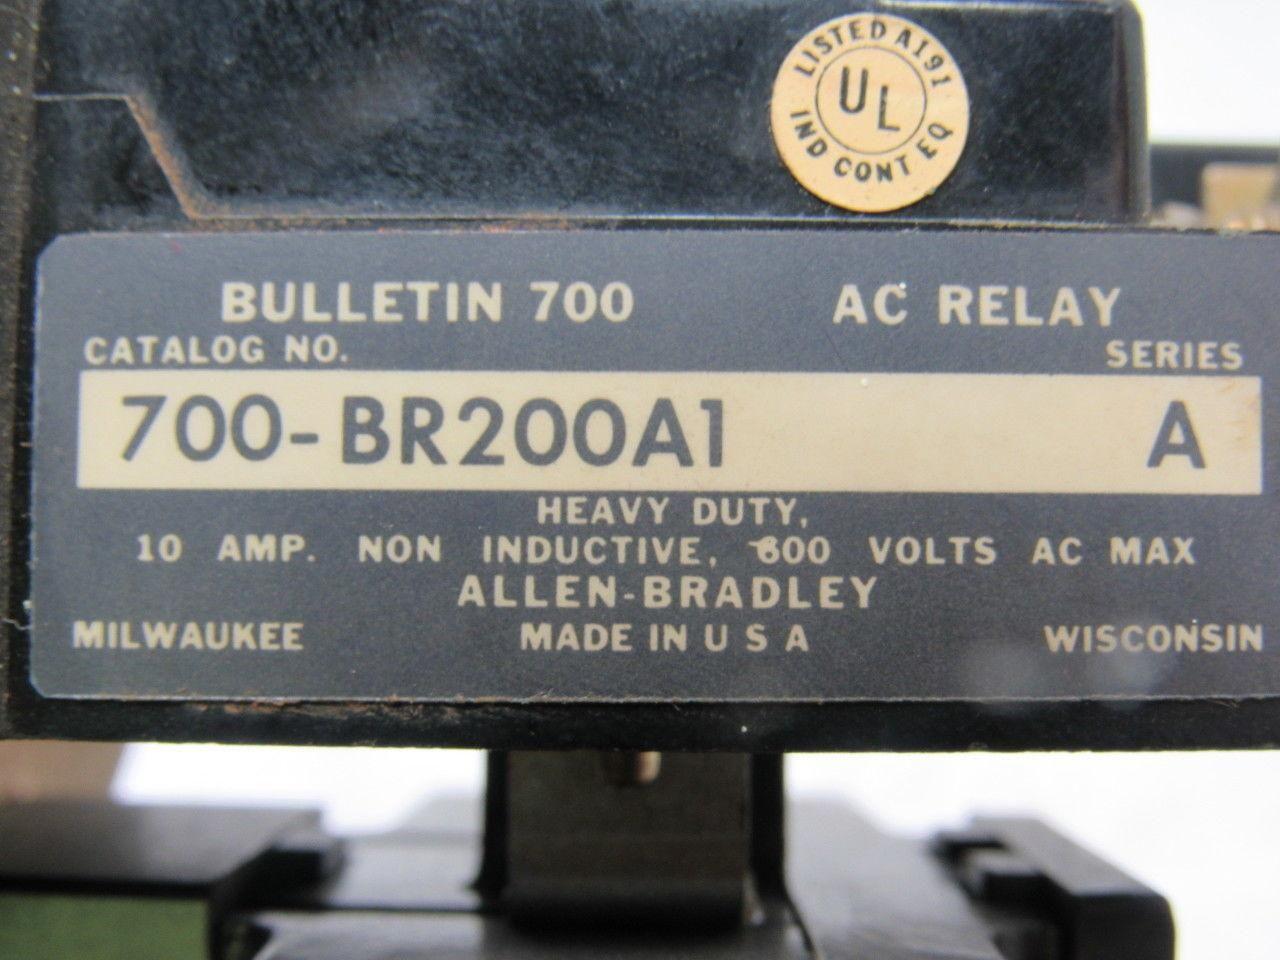 LISTED A191
UL
IND CONT EQ
BULLETIN 700 AC RELAY
CATALOG NO. SERIES
700-BR200A1 A
HEAVY DUTY,
10 AMP. NON INDUCTIVE, 600 VOLTS AC MAX
ALLEN-BRADLEY
MILWAUKEE MADE IN U S A WISCONSIN